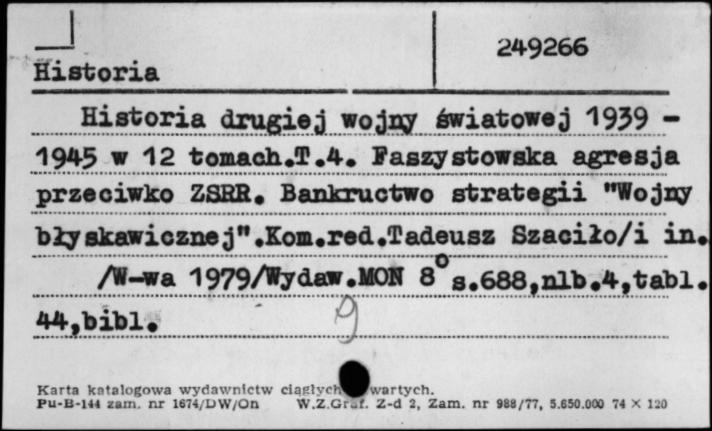 249266
Historia
Historia drugiej wojny światowej 1939 -
1945 w 12 tomach.T.4. Faszystowska agresja
przeciwko ZSRR. Bankructwo strategii "Wojny
błyskawicznej".Kom.red.Tadeusz Szaciło/i in.
/W-wa 1979/Wydaw.MON 8° s.688,nlb.4,tabl.
44,bibl.
9
Karta katalogowa wydawnictw ciągłych wartych.
Pu-B-144 zam. nr 1674/DW/On W.Z.Graf. Z-d 2, Zam. nr 988/77, 5.650.000 74 × 120